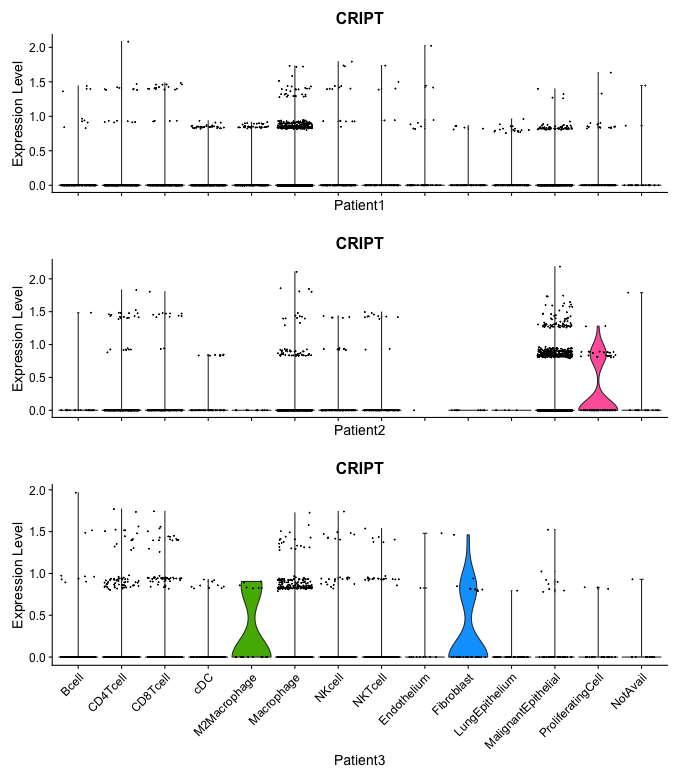 CRIPT
Expression Level
2.0
1.5
1.0
0.5
0.0
Patient1
CRIPT
Expression Level
2.0
1.5
1.0
0.5
0.0
Patient2
CRIPT
Expression Level
2.0
1.5
1.0
0.5
0.0
Bcell
CD4Tcell
CD8Tcell
cDC
M2Macrophage
Macrophage
NKcell
NKTcell
Endothelium
Fibroblast
LungEpithelium
MalignantEpithelial
ProliferatingCell
NotAvail
Patient3